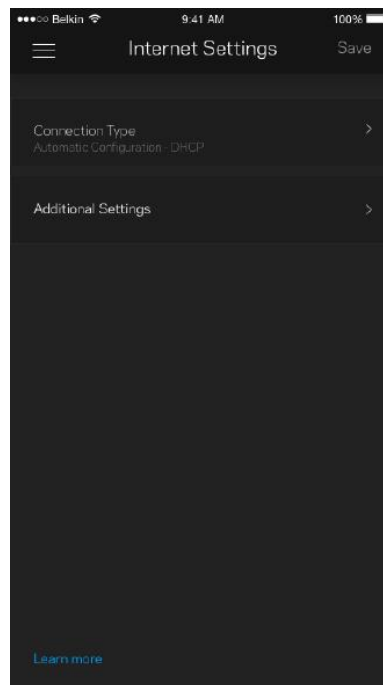 Belkin 9:41 AM 100%
Internet Settings Save
Connection Type
Automatic Configuration - DHCP
Additional Settings
Learn more